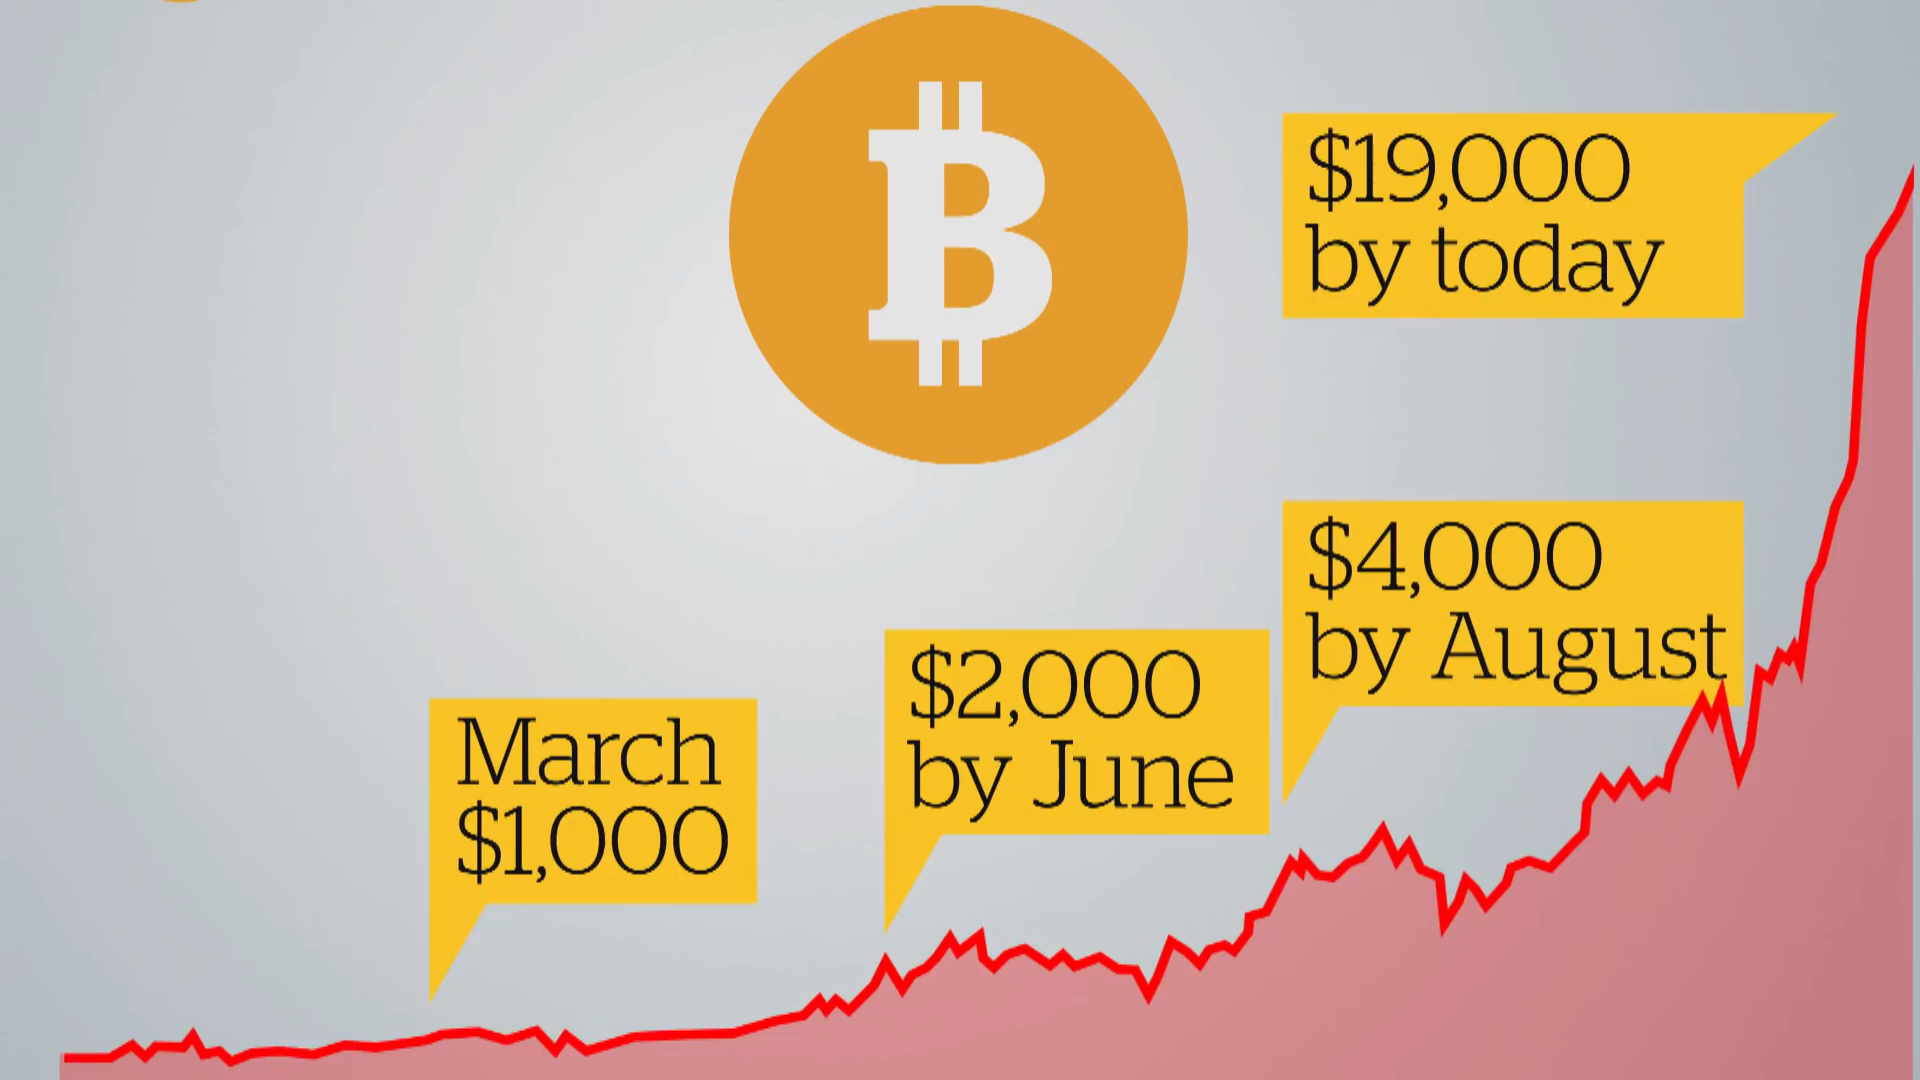 March
$1,000
$2,000
by June
$4,000
by August
$19,000
by today